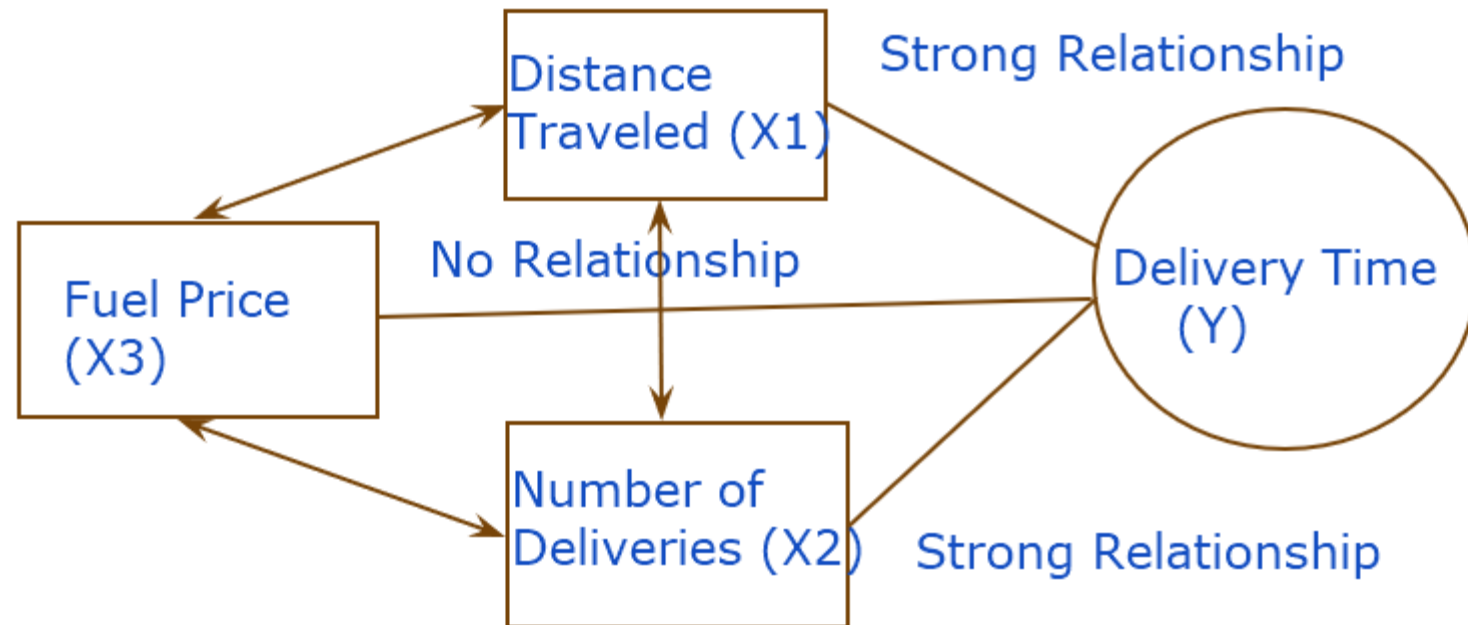 Distance
Traveled (X1)
Strong Relationship
No Relationship
Fuel Price
(X3)
Delivery Time
(Y)
Number of
Deliveries (X2)
Strong Relationship